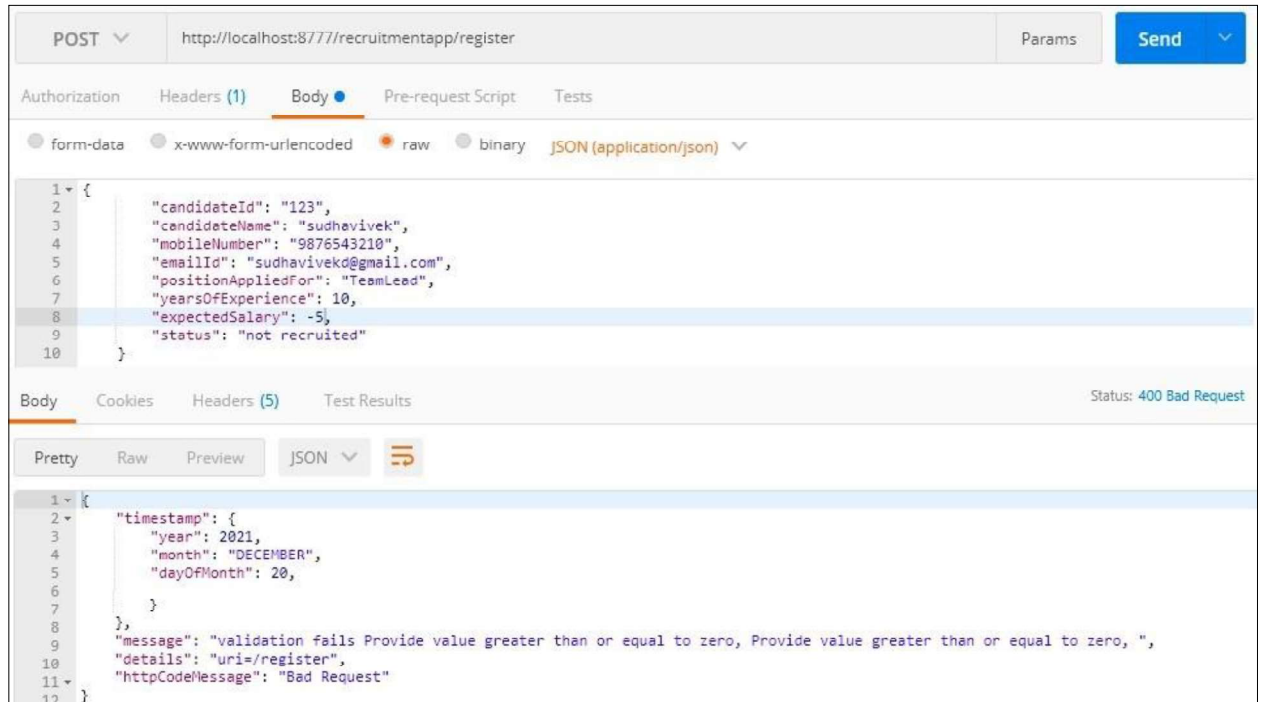 POST http://localhost:8777/recruitmentapp/register Params Send
Authorization Headers (1) Body Pre-request Script Tests
form-data x-www-form-urlencoded raw binary JSON (application/json)
1 {
2 "candidateId": "123",
3 "candidateName": "sudhavivek",
4 "mobileNumber": "9876543210",
5 "emailId": "sudhavivekd@gmail.com",
6 "positionAppliedFor": "TeamLead",
7 "yearsOfExperience": 10,
8 "expectedSalary": -5,
9 "status": "not recruited"
10 }
Body Cookies Headers (5) Test Results Status: 400 Bad Request
Pretty Raw Preview JSON
1 {
2 "timestamp": {
3 "year": 2021,
4 "month": "DECEMBER",
5 "dayOfMonth": 20,
6
7 }
8 },
9 "message": "validation fails Provide value greater than or equal to zero, Provide value greater than or equal to zero, ",
10 "details": "uri=/register",
11 "httpCodeMessage": "Bad Request"
12 }